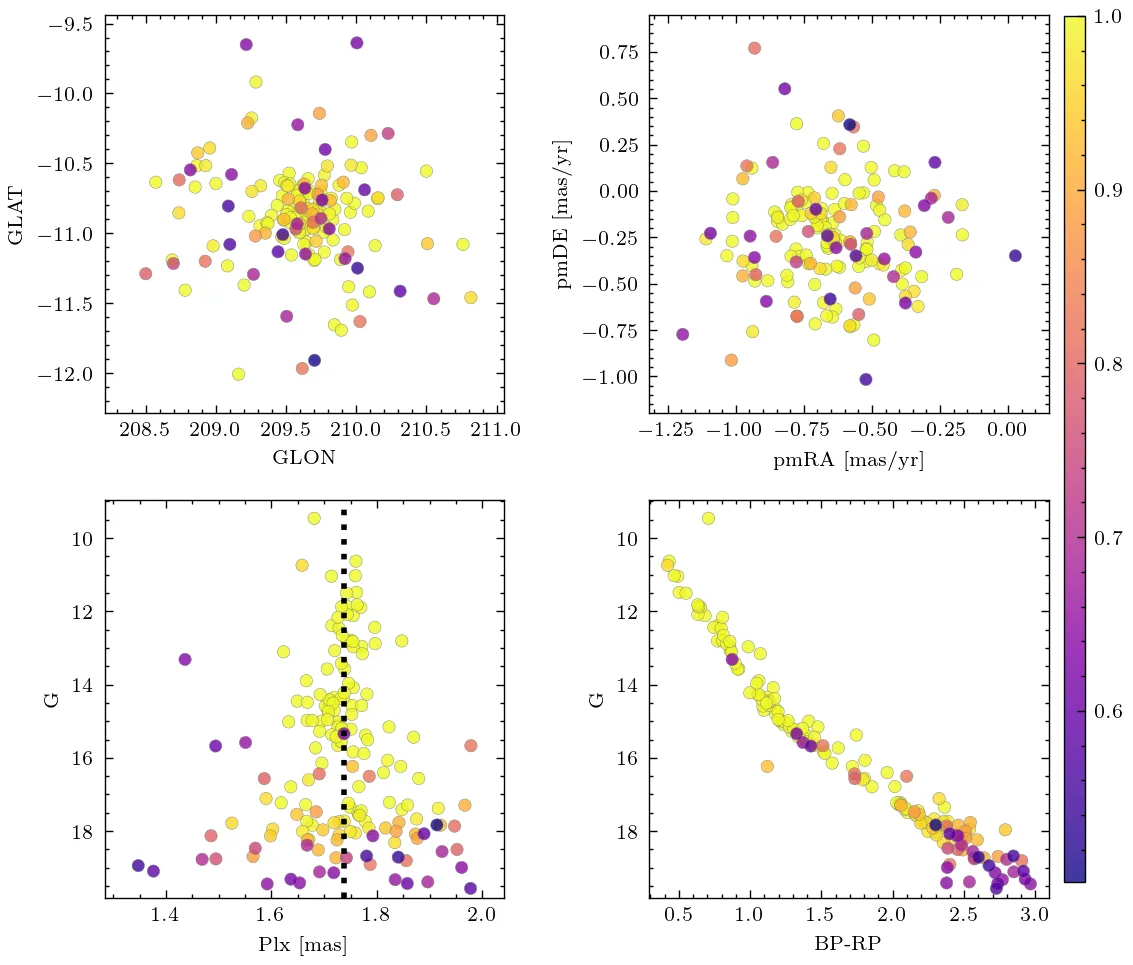 −9.5
−10.0
−10.5
−11.0
−11.5
−12.0
GLAT
208.5 209.0 209.5 210.0 210.5 211.0
GLON
0.75
0.50
0.25
0.00
−0.25
−0.50
−0.75
−1.00
pmDE [mas/yr]
−1.25 −1.00 −0.75 −0.50 −0.25 0.00
pmRA [mas/yr]
10
12
14
16
18
G
1.4 1.6 1.8 2.0
Plx [mas]
10
12
14
16
18
G
0.5 1.0 1.5 2.0 2.5 3.0
BP-RP
1.0
0.9
0.8
0.7
0.6